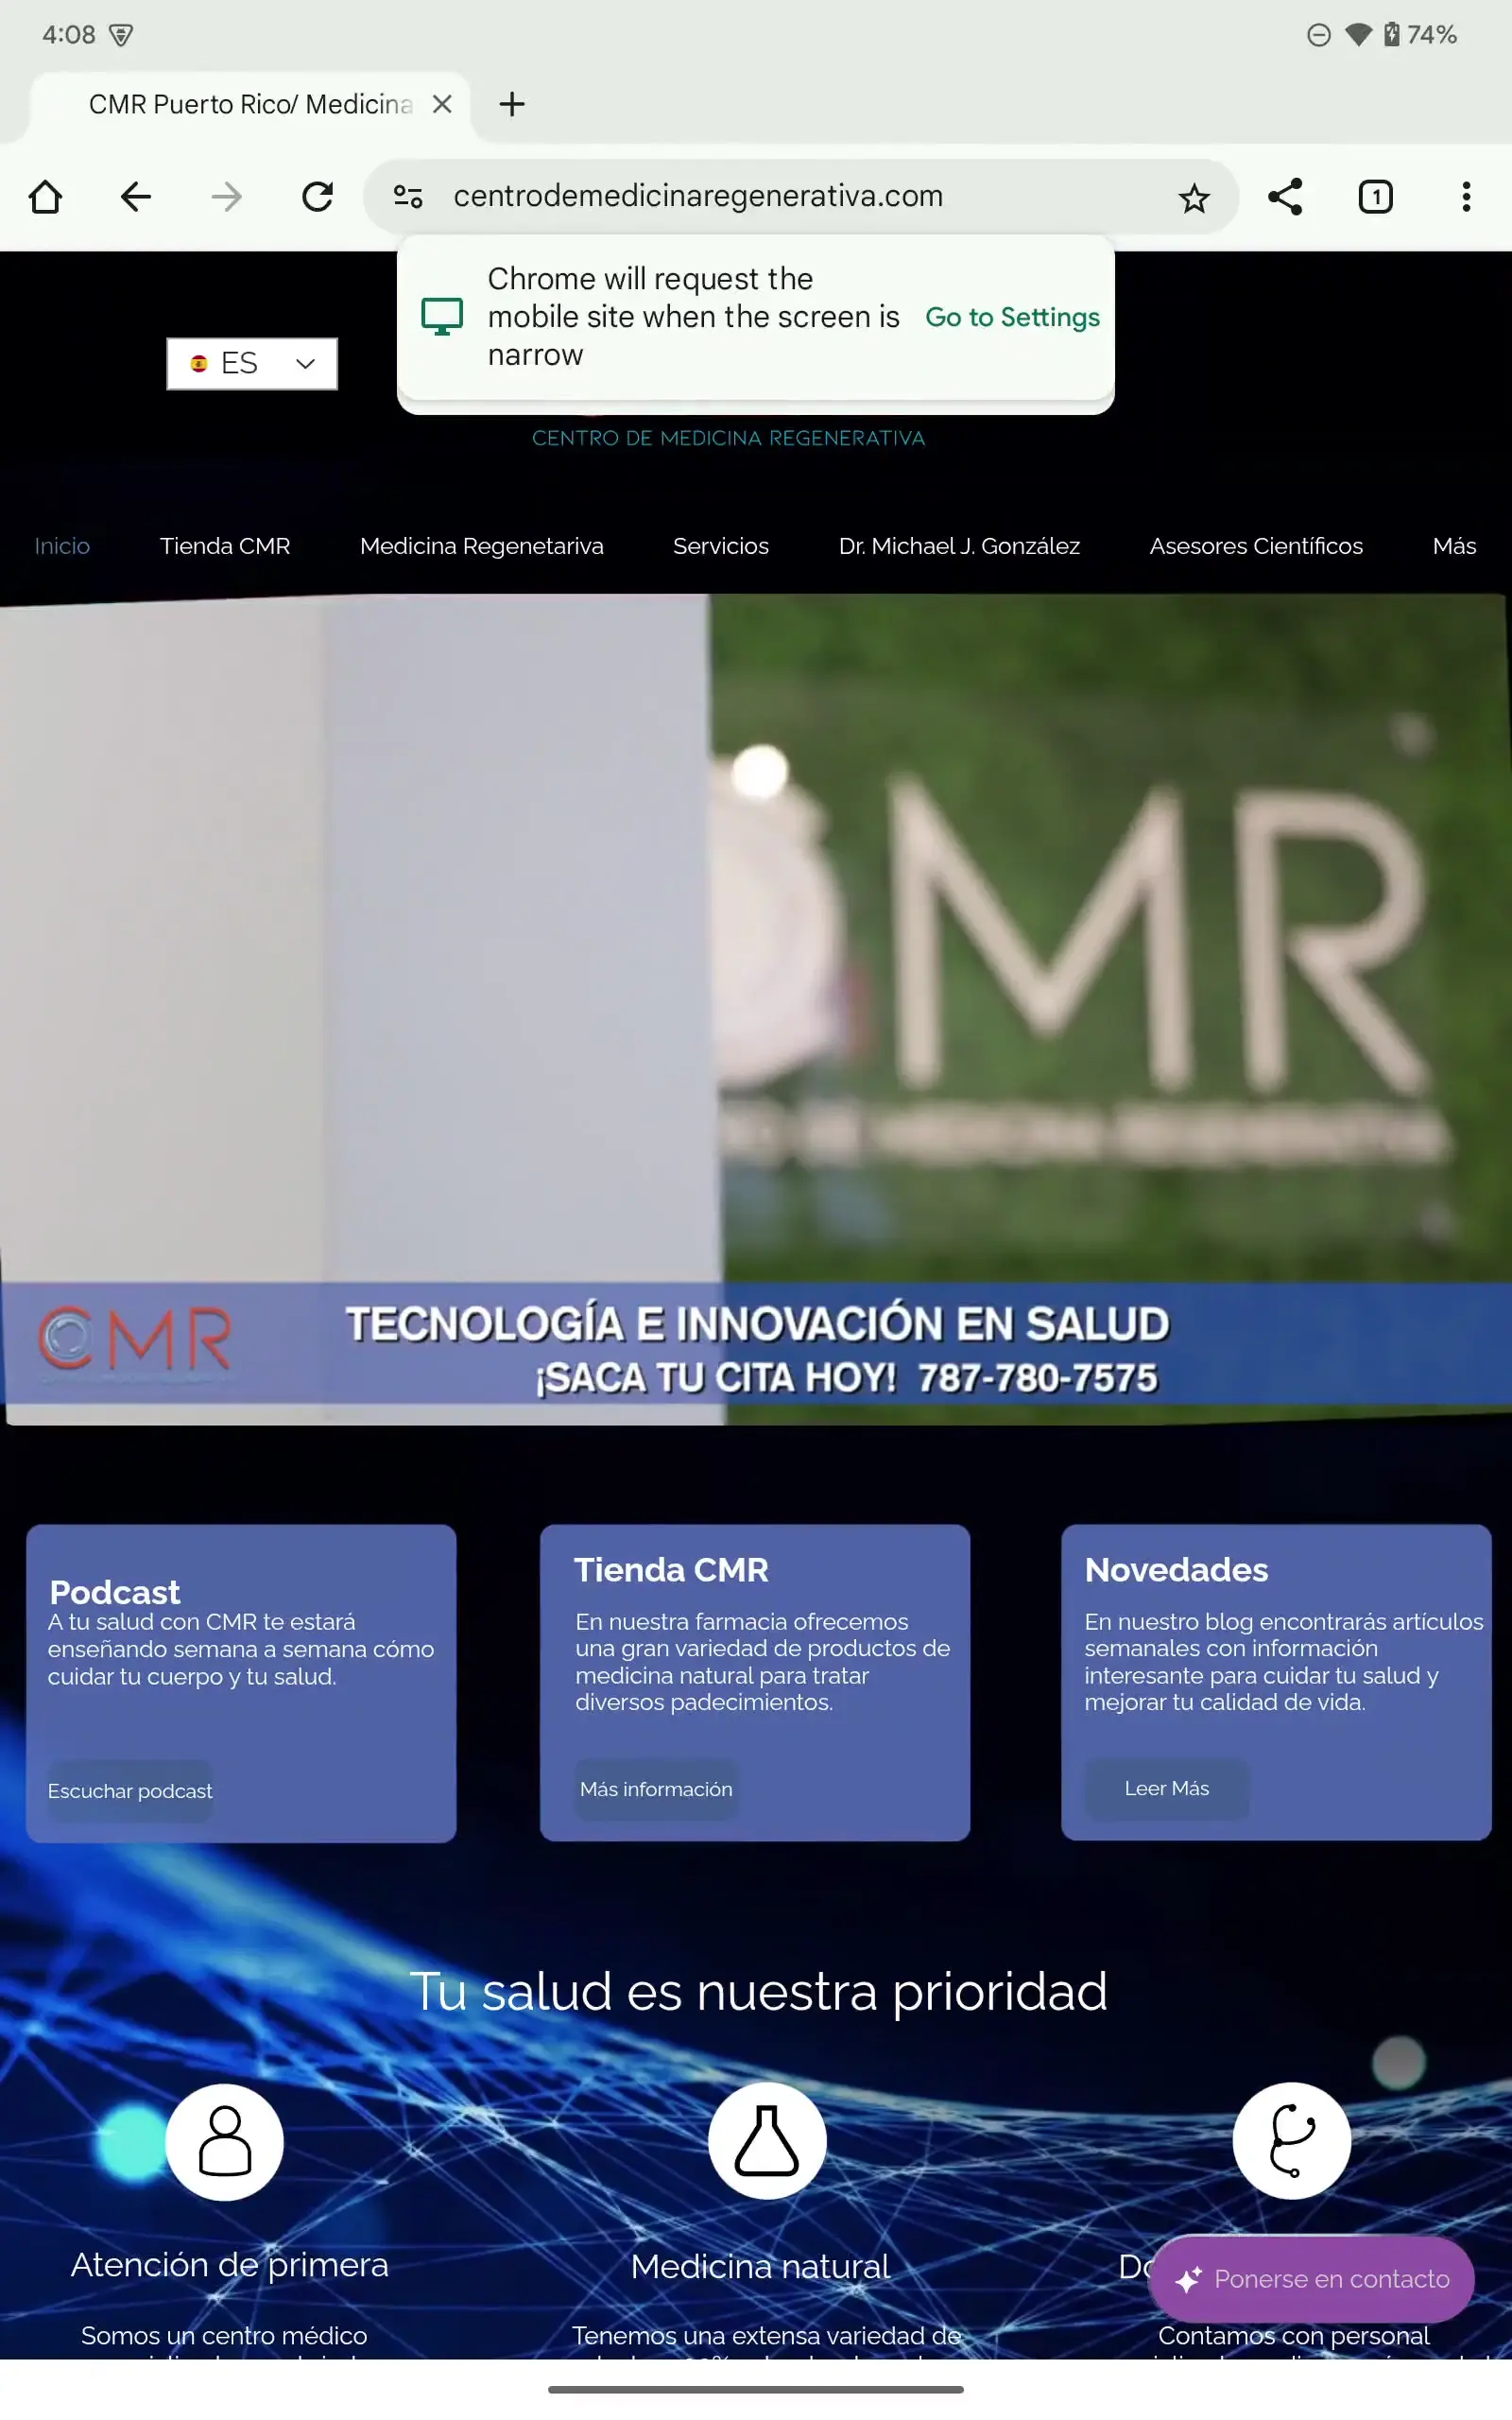 4:08
74%
CMR Puerto Rico/ Medicina
centrodemedicinaregenerativa.com
1
Chrome will request the
mobile site when the screen is
narrow
Go to Settings
ES
CENTRO DE MEDICINA REGENERATIVA
Inicio
Tienda CMR
Medicina Regenetariva
Servicios
Dr. Michael J. González
Asesores Científicos
Más
MR
CMR
TECNOLOGÍA E INNOVACIÓN EN SALUD
¡SACA TU CITA HOY! 787-780-7575
Podcast
A tu salud con CMR te estará
enseñando semana a semana cómo
cuidar tu cuerpo y tu salud.
Escuchar podcast
Tienda CMR
En nuestra farmacia ofrecemos
una gran variedad de productos de
medicina natural para tratar
diversos padecimientos.
Más información
Novedades
En nuestro blog encontrarás artículos
semanales con información
interesante para cuidar tu salud y
mejorar tu calidad de vida.
Leer Más
Tu salud es nuestra prioridad
Atención de primera
Somos un centro médico
Medicina natural
Tenemos una extensa variedad de
Ponerse en contacto
Contamos con personal